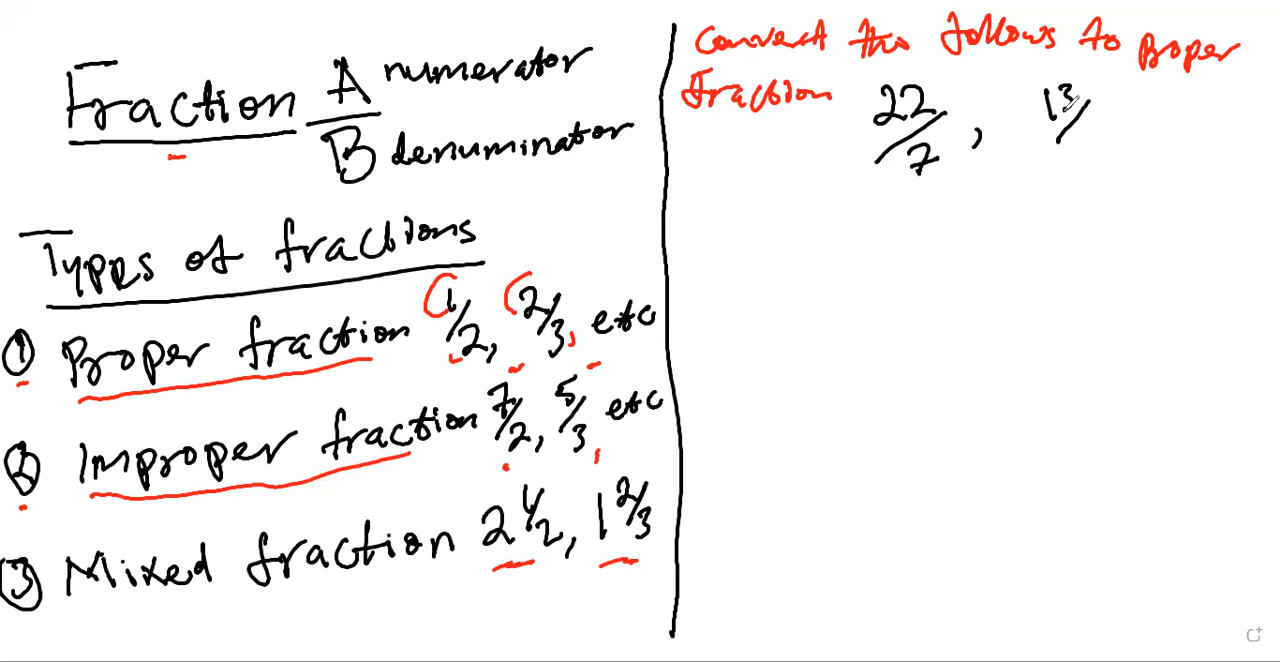 Fraction A numerator
B denuminator
Types of fractions
① Proper fraction 1/2, 2/3, etc
② Improper fraction 7/2, 5/3, etc
③ Mixed fraction 2 1/2, 1 2/3
Convert the follows to Proper
fraction 22/7, 13/